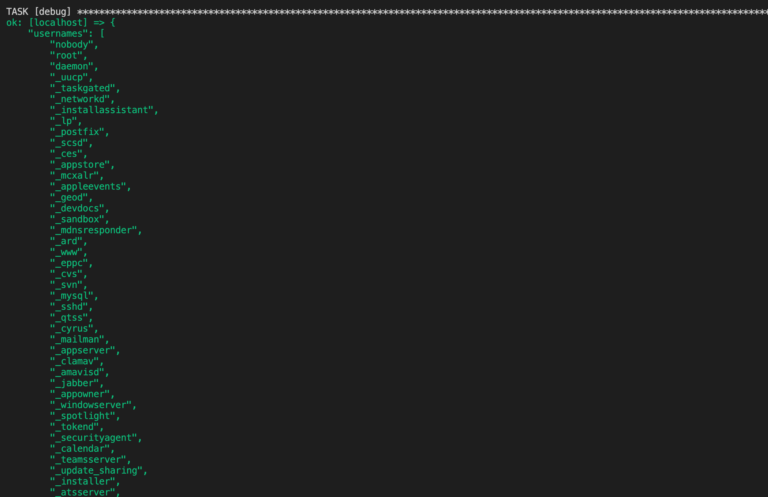 TASK [debug] ************************************************************************************************************************************
ok: [localhost] => {
"usernames": [
"nobody",
"root",
"daemon",
"_uucp",
"_taskgated",
"_networkd",
"_installassistant",
"_lp",
"_postfix",
"_scsd",
"_ces",
"_appstore",
"_mcxalr",
"_appleevents",
"_geod",
"_devdocs",
"_sandbox",
"_mdnsresponder",
"_ard",
"_www",
"_eppc",
"_cvs",
"_svn",
"_mysql",
"_sshd",
"_qtss",
"_cyrus",
"_mailman",
"_appserver",
"_clamav",
"_amavisd",
"_jabber",
"_appowner",
"_windowserver",
"_spotlight",
"_tokend",
"_securityagent",
"_calendar",
"_teamsserver",
"_update_sharing",
"_installer",
"_atsserver",